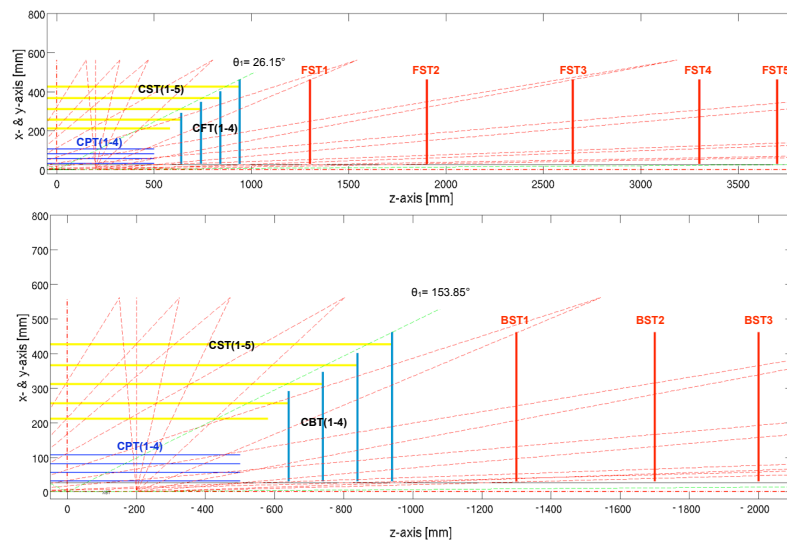 800
600
400
200
0
x- & y-axis [mm]
θ₁= 26.15°
CST(1-5)
CFT(1-4)
CPT(1-4)
FST1
FST2
FST3
FST4
FST5
0
500
1000
1500
2000
2500
3000
3500
z-axis [mm]
800
700
600
500
400
300
200
100
0
x- & y-axis [mm]
θ₁= 153.85°
CST(1-5)
CBT(1-4)
CPT(1-4)
BST1
BST2
BST3
0
- 200
- 400
- 600
- 800
- 1000
- 1200
- 1400
- 1600
- 1800
- 2000
z-axis [mm]